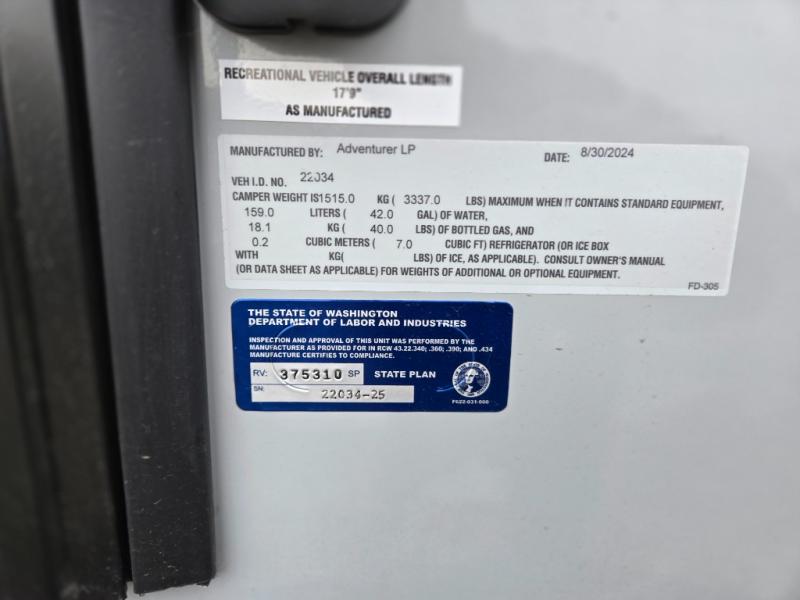 RECREATIONAL VEHICLE OVERALL LENGTH
17'9"
AS MANUFACTURED
MANUFACTURED BY: Adventurer LP DATE: 8/30/2024
VEH I.D. NO. 22034
CAMPER WEIGHT IS1515.0 KG ( 3337.0 LBS) MAXIMUM WHEN IT CONTAINS STANDARD EQUIPMENT,
159.0 LITERS ( 42.0 GAL) OF WATER,
18.1 KG ( 40.0 LBS) OF BOTTLED GAS, AND
0.2 CUBIC METERS ( 7.0 CUBIC FT) REFRIGERATOR (OR ICE BOX
WITH KG( LBS) OF ICE, AS APPLICABLE). CONSULT OWNER'S MANUAL
(OR DATA SHEET AS APPLICABLE) FOR WEIGHTS OF ADDITIONAL OR OPTIONAL EQUIPMENT.
FD-305
THE STATE OF WASHINGTON
DEPARTMENT OF LABOR AND INDUSTRIES
INSPECTION AND APPROVAL OF THIS UNIT WAS PERFORMED BY THE
MANUFACTURER AS PROVIDED FOR IN RCW 43.22.340; .360; .390; AND .434
MANUFACTURE CERTIFIES TO COMPLIANCE.
RV: 375310 SP STATE PLAN
SN: 22034-25
F622-031-000